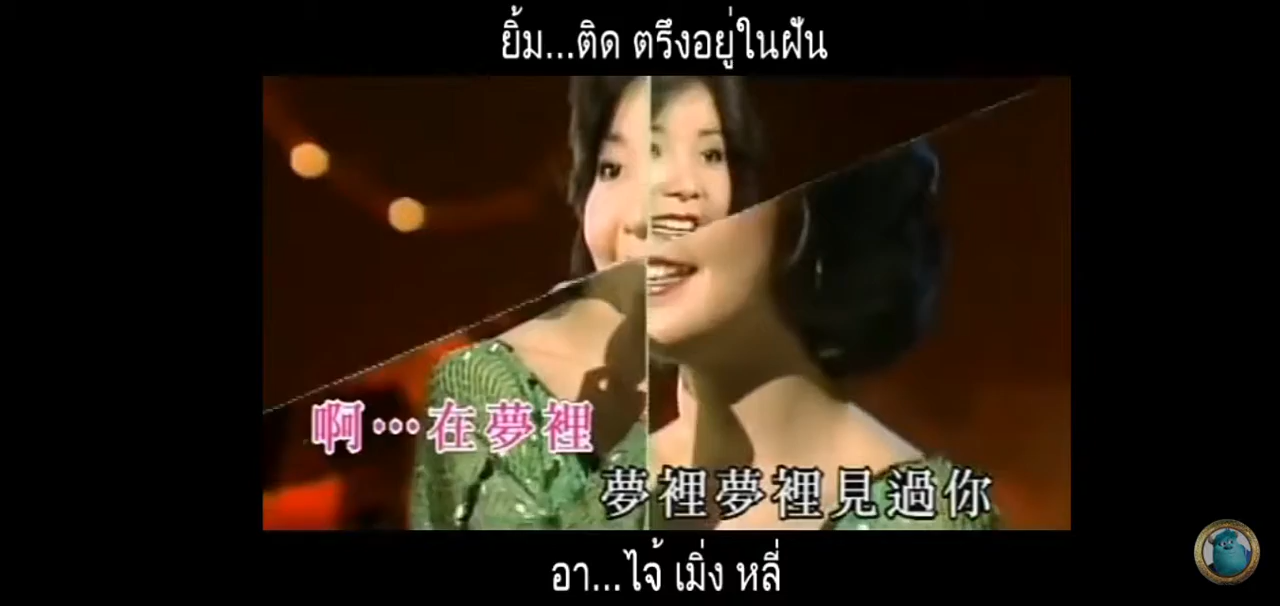 ยิ้ม...ติด ตรึงอยู่ในฝัน
啊…在夢裡
夢裡夢裡見過你
อา...ไจ้ เมิ่ง หลี่